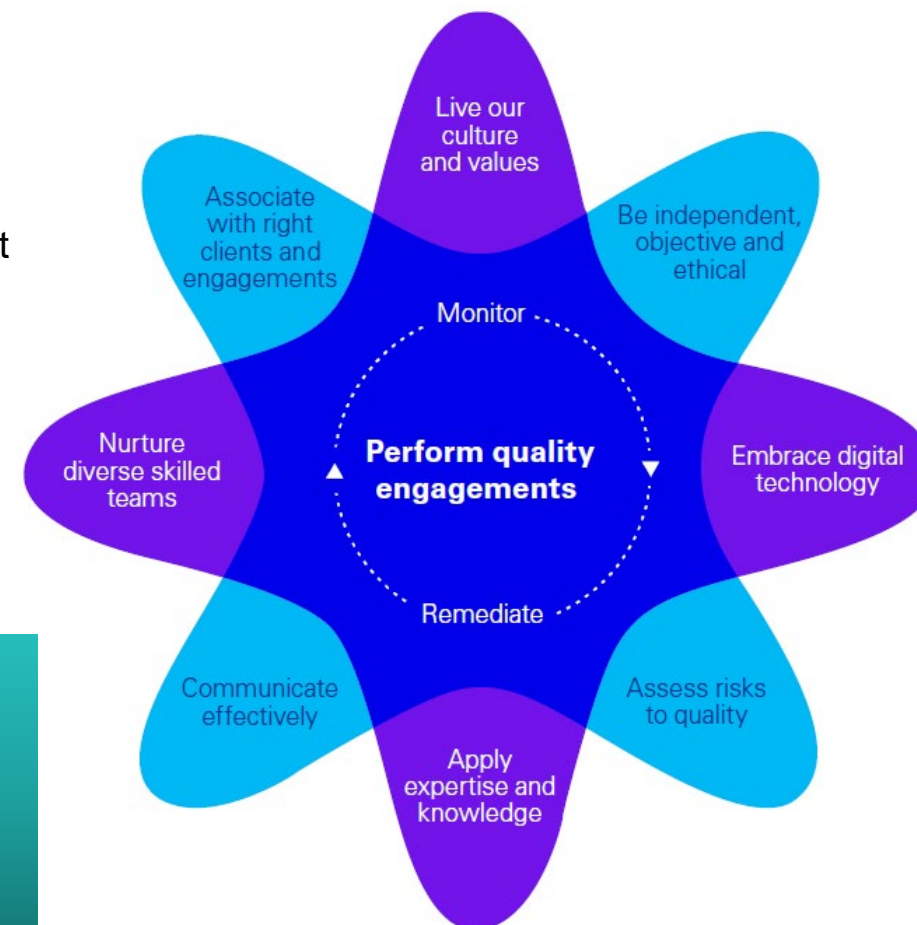 Live our
culture
and values
Be independent,
objective and
ethical
Embrace digital
technology
Assess risks
to quality
Apply
expertise and
knowledge
Communicate
effectively
Nurture
diverse skilled
teams
Associate
with right
clients and
engagements
Monitor
Perform quality
engagements
Remediate